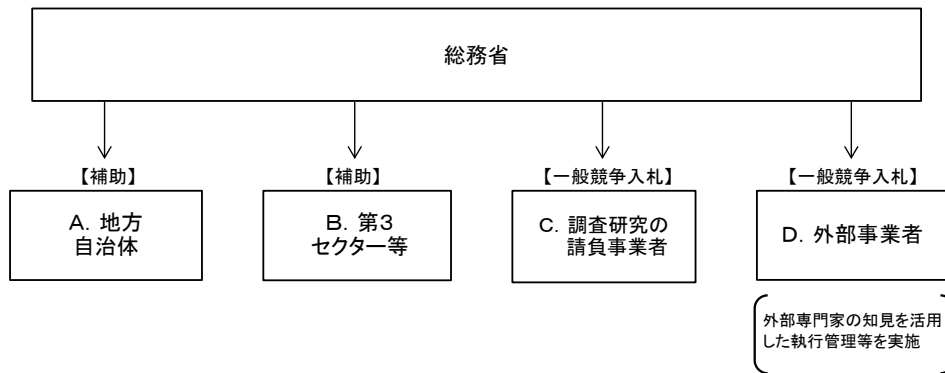 総務省
【補助】
【補助】
【一般競争入札】
【一般競争入札】
A. 地方
自治体
B. 第3
セクター等
C. 調査研究の
請負事業者
D. 外部事業者
外部専門家の知見を活用
した執行管理等を実施